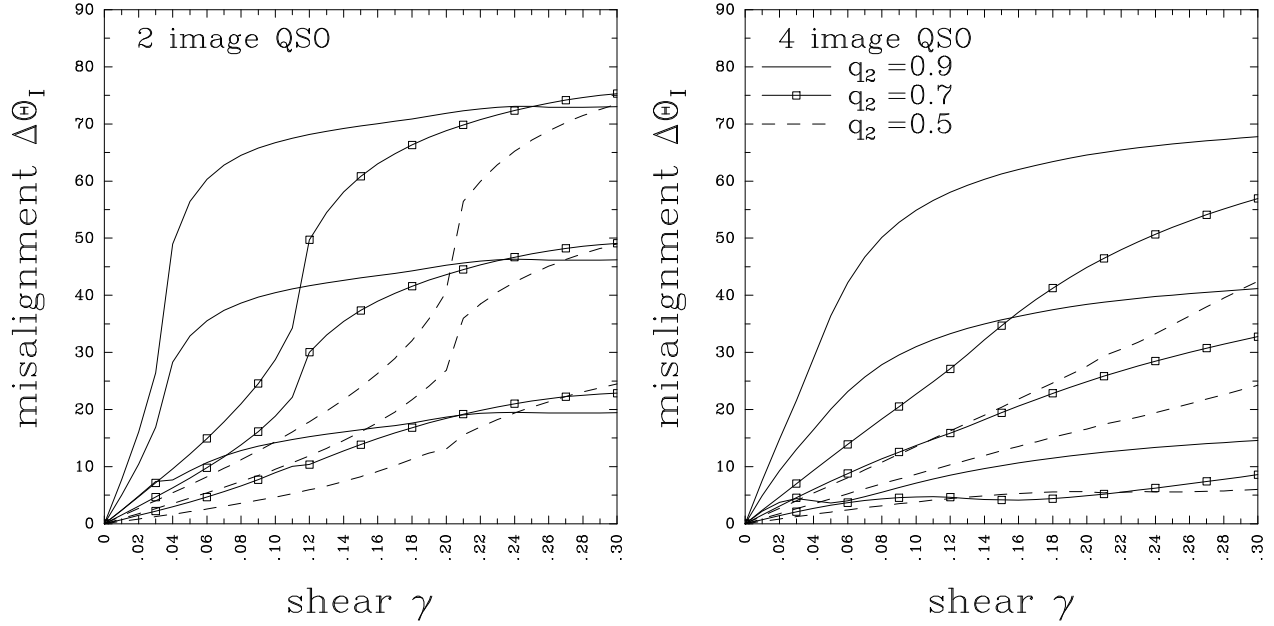 2 image QSO
90
80
70
60
50
40
30
20
10
0
misalignment ΔΘI
0 .02 .04 .06 .08 .10 .12 .14 .16 .18 .20 .22 .24 .26 .28 .30
shear γ
4 image QSO
q2 =0.9
q2 =0.7
q2 =0.5
90
80
70
60
50
40
30
20
10
0
misalignment ΔΘI
0 .02 .04 .06 .08 .10 .12 .14 .16 .18 .20 .22 .24 .26 .28 .30
shear γ